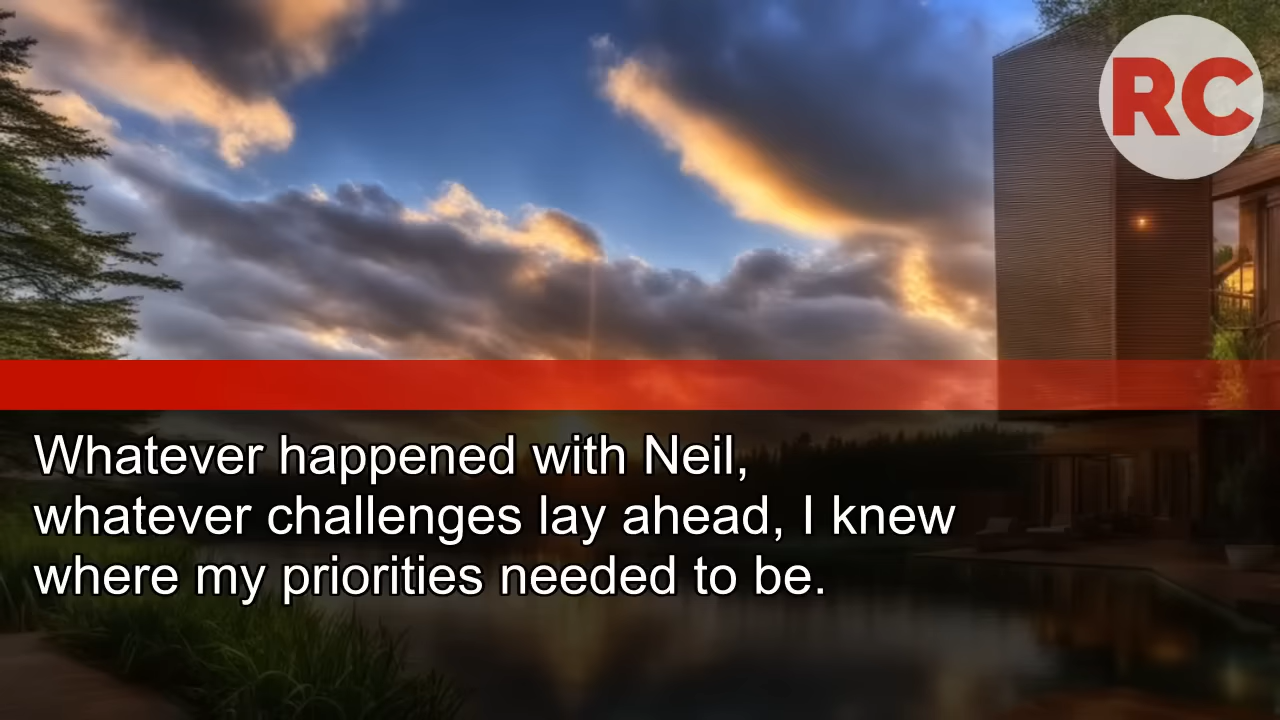 RC
Whatever happened with Neil,
whatever challenges lay ahead, I knew
where my priorities needed to be.